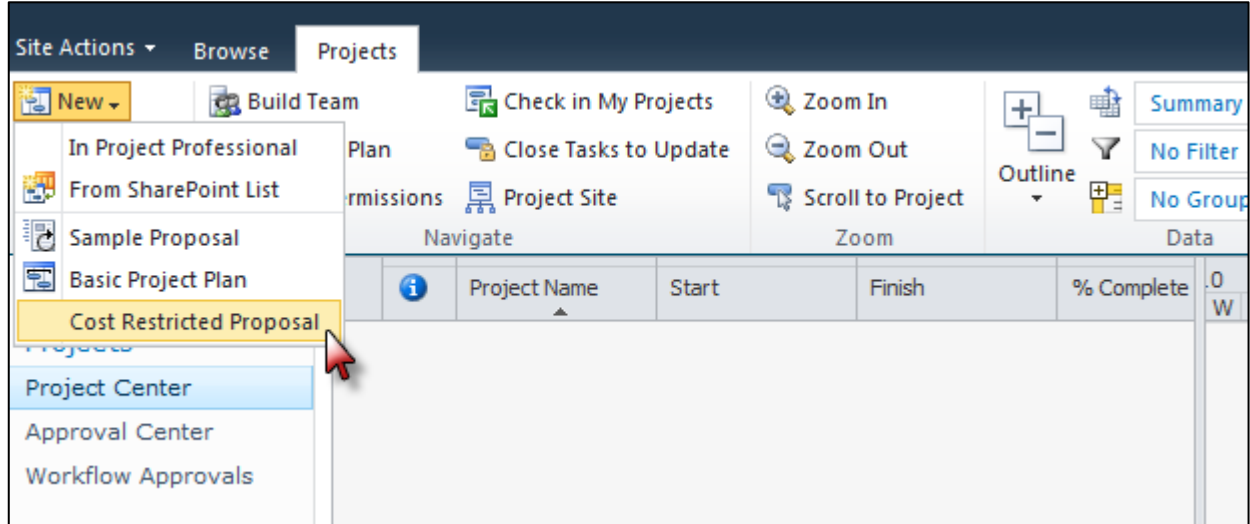 Site Actions Browse Projects
New Build Team Check in My Projects Zoom In Summary
In Project Professional Plan Close Tasks to Update Zoom Out No Filter
Outline
From SharePoint List rmissions Project Site Scroll to Project No Group
Sample Proposal Navigate Zoom Data
Basic Project Plan Project Name Start Finish % Complete .0
W
Cost Restricted Proposal
Projects
Project Center
Approval Center
Workflow Approvals